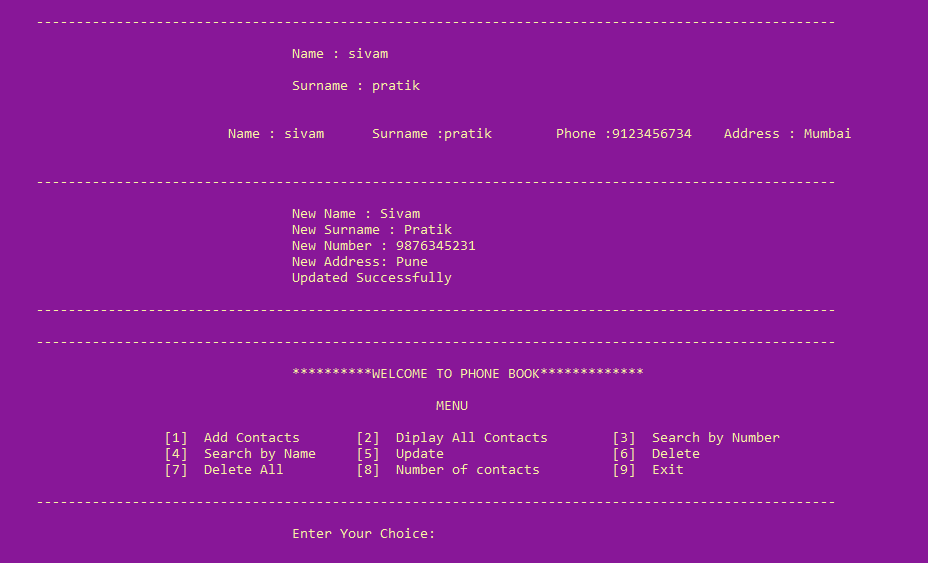 ----------------------------------------------------------------------------------------------------
Name : sivam
Surname : pratik
Name : sivam Surname :pratik Phone :9123456734 Address : Mumbai
----------------------------------------------------------------------------------------------------
New Name : Sivam
New Surname : Pratik
New Number : 9876345231
New Address: Pune
Updated Successfully
----------------------------------------------------------------------------------------------------
----------------------------------------------------------------------------------------------------
**********WELCOME TO PHONE BOOK*************
MENU
[1] Add Contacts [2] Diplay All Contacts [3] Search by Number
[4] Search by Name [5] Update [6] Delete
[7] Delete All [8] Number of contacts [9] Exit
----------------------------------------------------------------------------------------------------
Enter Your Choice: